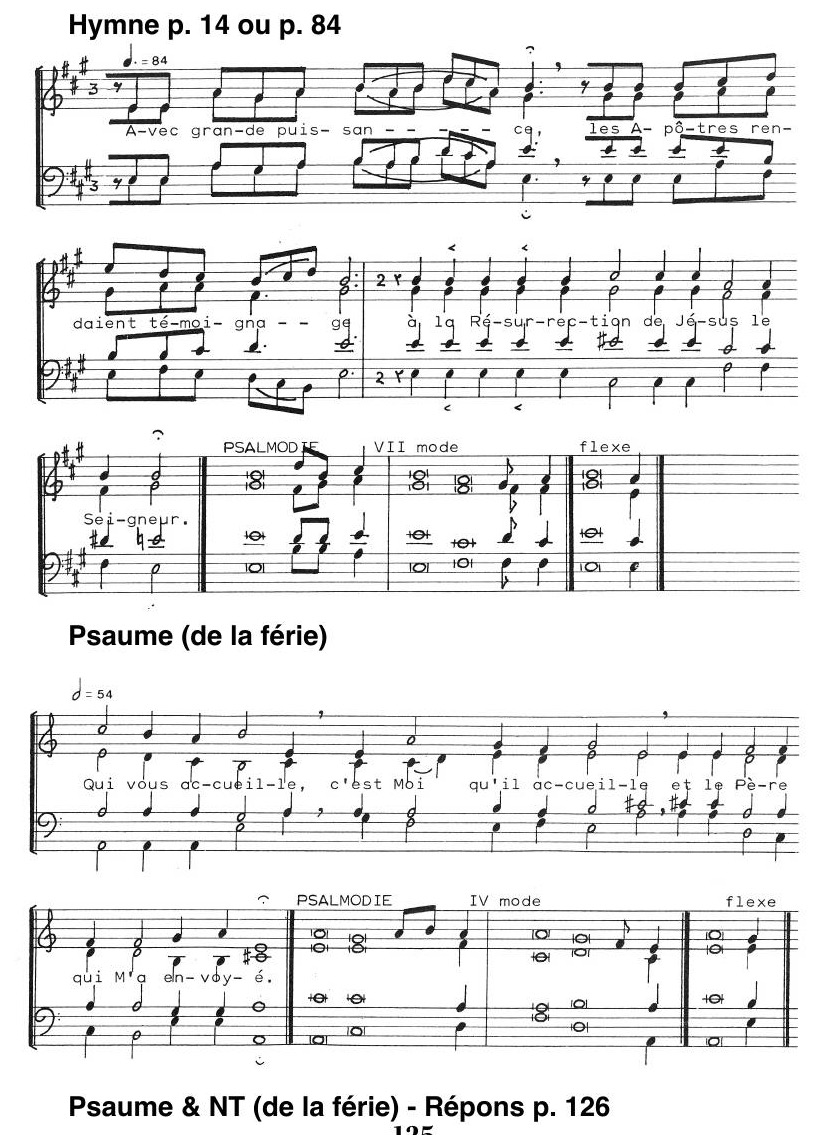 Hymne p. 14 ou p. 84
♩. = 84
A-vec gran-de puis- san - - - - - ce, les A- pô-tres ren-
daient té-moi- gna - - ge à la Ré-sur-rec-tion de Jé-sus le
PSALMODIE VII mode flexe
Sei-gneur.
Psaume (de la férie)
𝅗𝅥 = 54
Qui vous ac-cueil-le, c'est Moi qu'il ac-cueil-le et le Pè-re
PSALMODIE IV mode flexe
qui M'a en-voy- é.
Psaume & NT (de la férie) - Répons p. 126
125